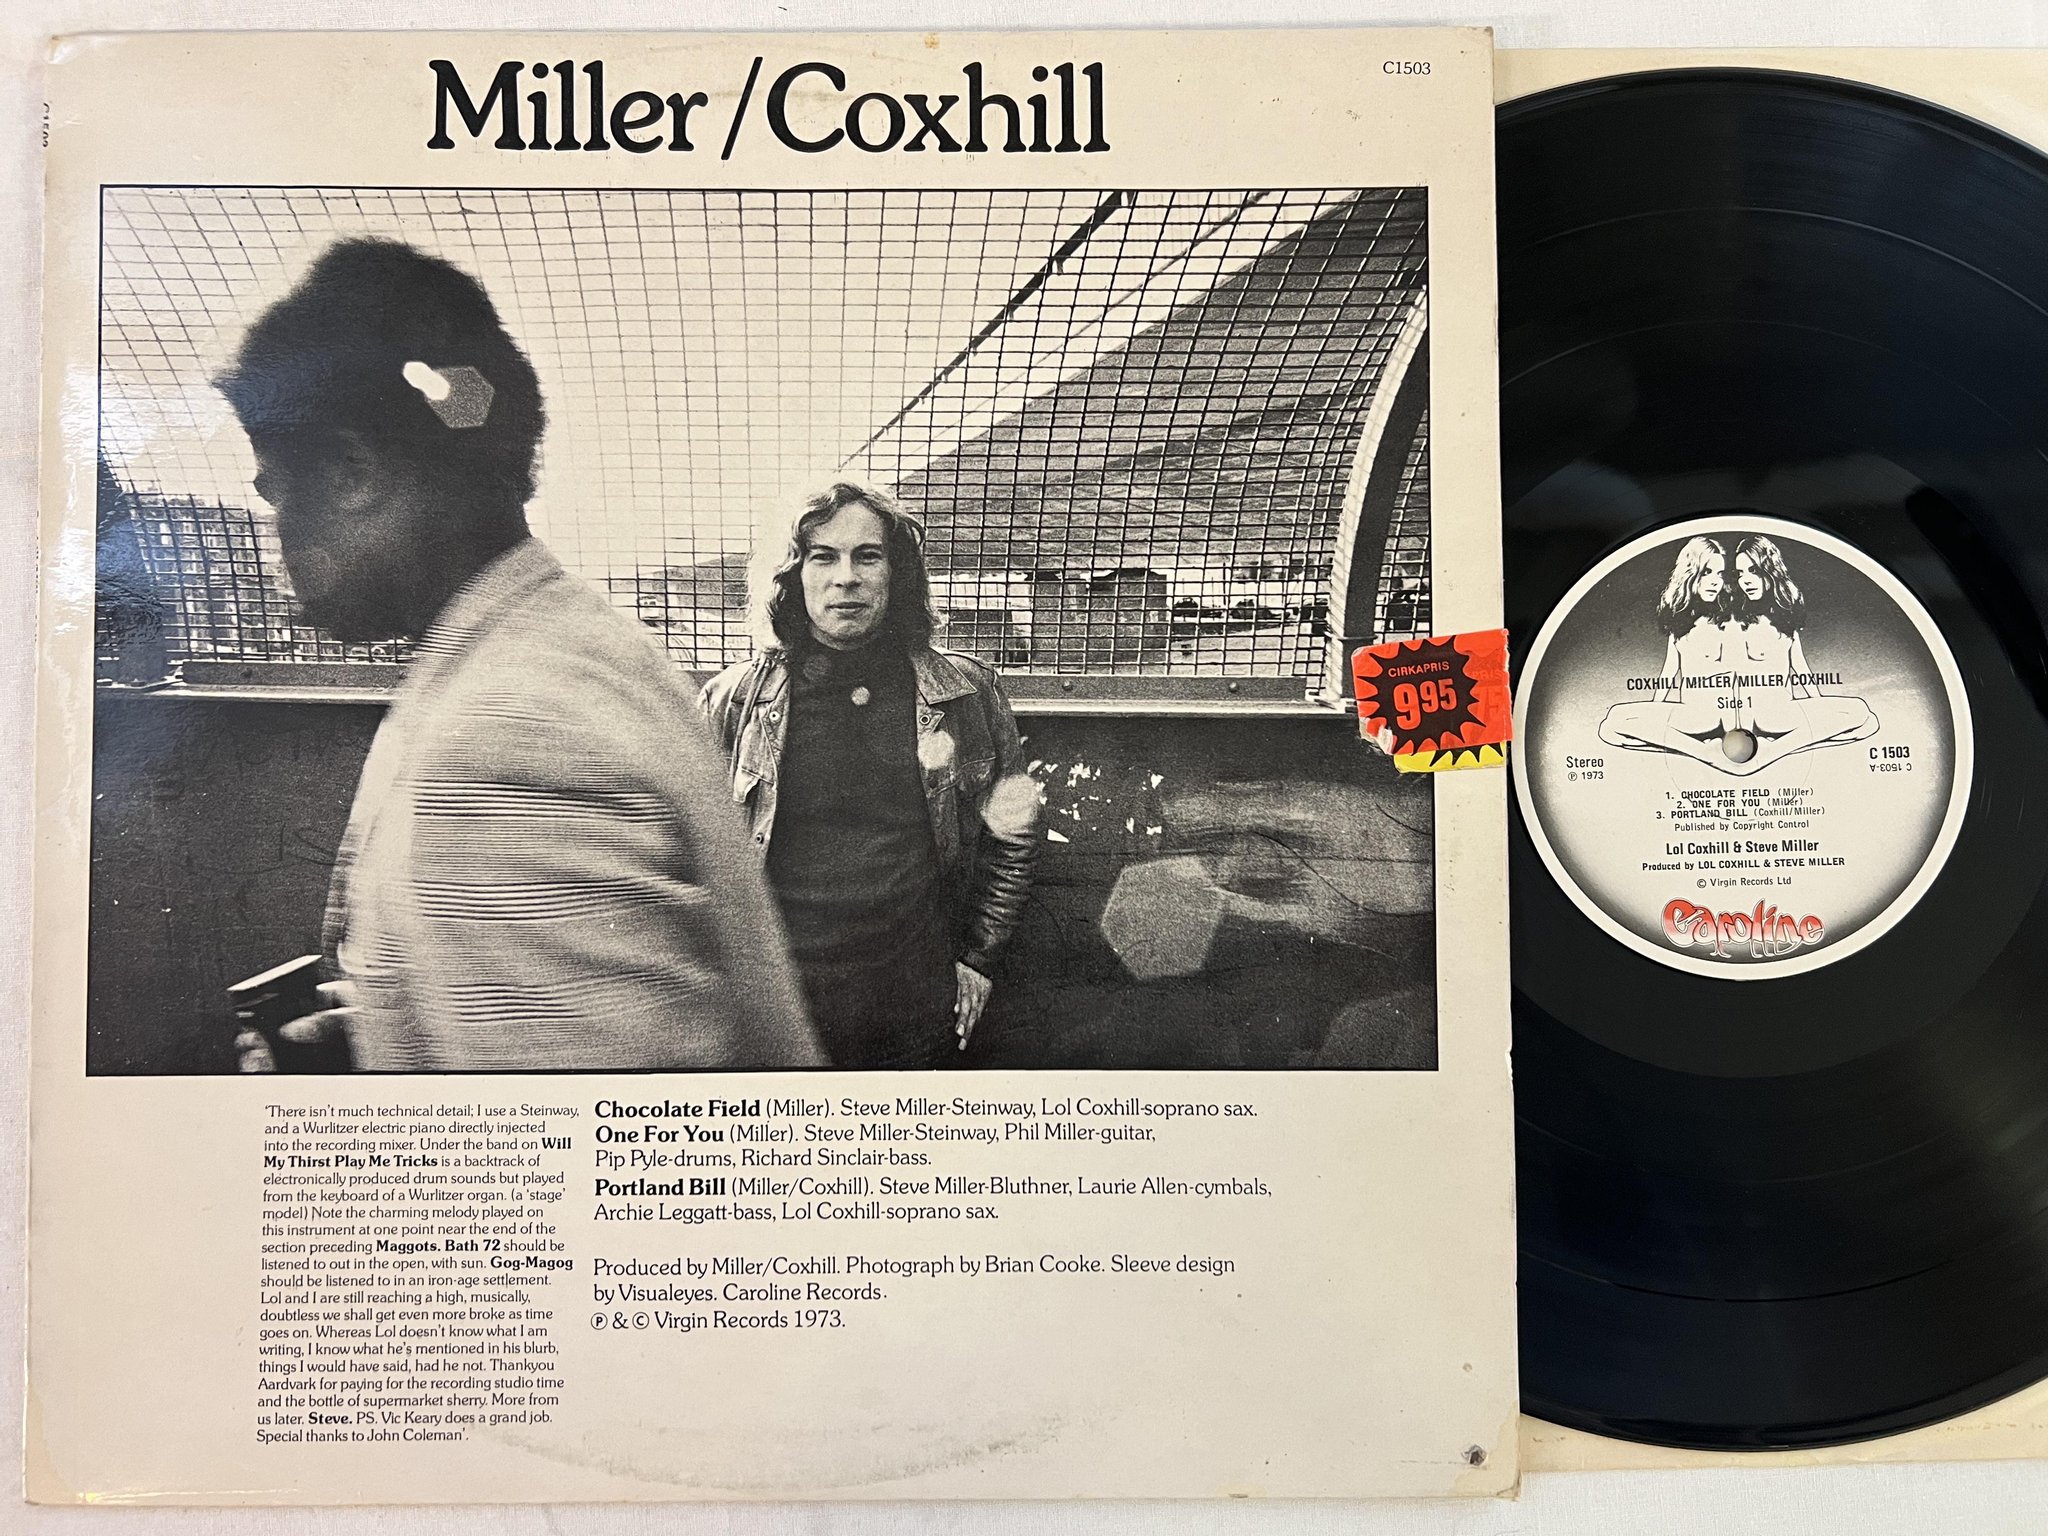 Miller/Coxhill
C1503
C1503
CIRKAPRIS
9 95
'There isn't much technical detail; I use a Steinway,
and a Wurlitzer electric piano directly injected
into the recording mixer. Under the band on Will
My Thirst Play Me Tricks is a backtrack of
electronically produced drum sounds but played
from the keyboard of a Wurlitzer organ. (a 'stage'
model) Note the charming melody played on
this instrument at one point near the end of the
section preceding Maggots. Bath 72 should be
listened to out in the open, with sun. Gog-Magog
should be listened to in an iron-age settlement.
Lol and I are still reaching a high, musically,
doubtless we shall get even more broke as time
goes on. Whereas Lol doesn't know what I am
writing, I know what he's mentioned in his blurb,
things I would have said, had he not. Thankyou
Aardvark for paying for the recording studio time
and the bottle of supermarket sherry. More from
us later. Steve. PS. Vic Keary does a grand job.
Special thanks to John Coleman'.
Chocolate Field (Miller). Steve Miller-Steinway, Lol Coxhill-soprano sax.
One For You (Miller). Steve Miller-Steinway, Phil Miller-guitar,
Pip Pyle-drums, Richard Sinclair-bass.
Portland Bill (Miller/Coxhill). Steve Miller-Bluthner, Laurie Allen-cymbals,
Archie Leggatt-bass, Lol Coxhill-soprano sax.
Produced by Miller/Coxhill. Photograph by Brian Cooke. Sleeve design
by Visualeyes. Caroline Records.
℗ & © Virgin Records 1973.
COXHILL/MILLER/MILLER/COXHILL
Side 1
Stereo
℗ 1973
C 1503
C 1503-A
1. CHOCOLATE FIELD (Miller)
2. ONE FOR YOU (Miller)
3. PORTLAND BILL (Coxhill/Miller)
Published by Copyright Control
Lol Coxhill & Steve Miller
Produced by LOL COXHILL & STEVE MILLER
© Virgin Records Ltd
Caroline